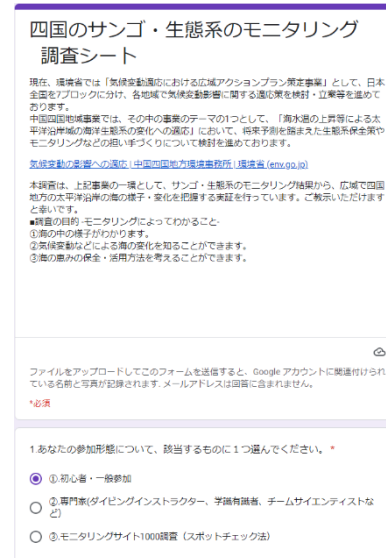 四国のサンゴ・生態系のモニタリング
調査シート
現在、環境省では「気候変動適応における広域アクションプラン策定事業」として、日本
全国を7ブロックに分け、各地域で気候変動影響に関する適応策を検討・立案等を進めて
おります。
中国四国地域事業では、その中の事業のテーマの1つとして、「海水温の上昇等による太
平洋沿岸域の海洋生態系の変化への適応」において、将来予測を踏まえた生態系保全策や
モニタリングなどの担い手づくりについて検討を進めております。
気候変動の影響への適応 | 中国四国地方環境事務所 | 環境省 (env.go.jp)
本調査は、上記事業の一環として、サンゴ・生態系のモニタリング結果から、広域で四国
地方の太平洋沿岸の海の様子・変化を把握する実証を行っています。ご教示いただけます
と幸いです。
■調査の目的 -モニタリングによってわかること-
①海の中の様子がわかります。
②気候変動などによる海の変化を知ることができます。
③海の恵みの保全・活用方法を考えることができます。
ファイルをアップロードしてこのフォームを送信すると、Google アカウントに関連付けられ
ている名前と写真が記録されます. メールアドレスは回答に含まれません。
*必須
1.あなたの参加形態について、該当するものに１つ選んでください。 *
①.初心者・一般参加
②.専門家(ダイビングインストラクター、学識有識者、チームサイエンティストな
ど)
③.モニタリングサイト1000調査（スポットチェック法）